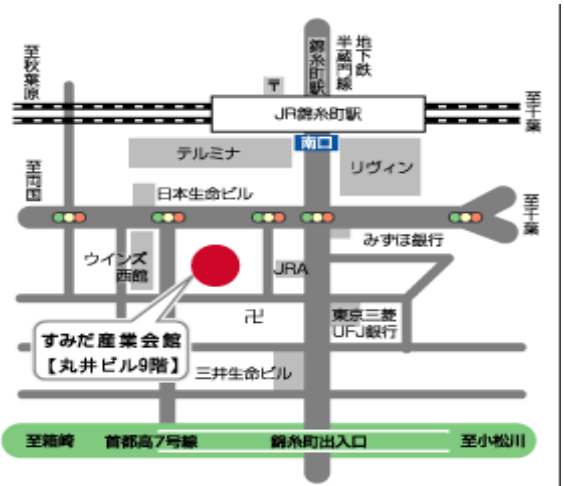 至秋葉原
錦糸町駅
半蔵門線
地下鉄
〒
JR錦糸町駅
至千葉
南口
テルミナ
リヴィン
至両国
日本生命ビル
至千葉
みずほ銀行
ウインズ
西館
JRA
卍
東京三菱
UFJ銀行
すみだ産業会館
【丸井ビル9階】
三井生命ビル
至箱崎
首都高7号線
錦糸町出入口
至小松川